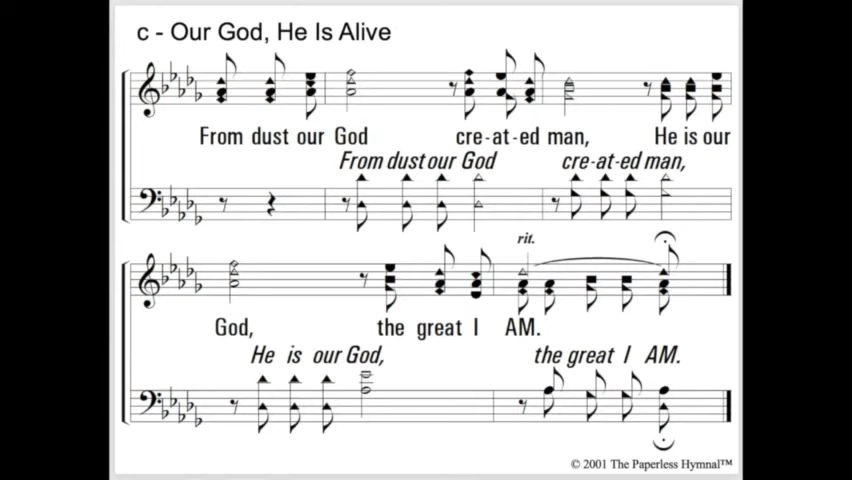 c - Our God, He Is Alive
From dust our God cre-at-ed man, He is our
From dust our God cre-at-ed man,
rit.
God, the great I AM.
He is our God, the great I AM.
© 2001 The Paperless Hymnal™